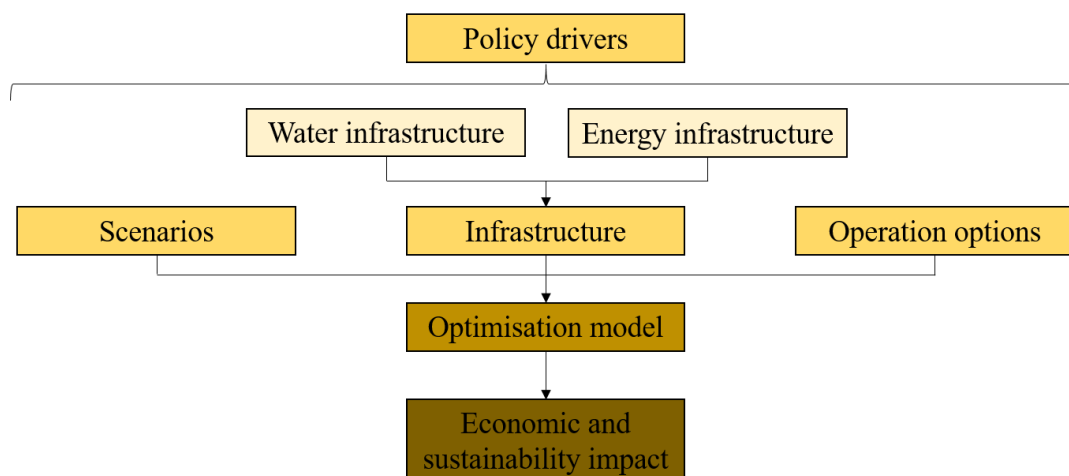 Policy drivers
Water infrastructure
Energy infrastructure
Scenarios
Infrastructure
Operation options
Optimisation model
Economic and
sustainability impact